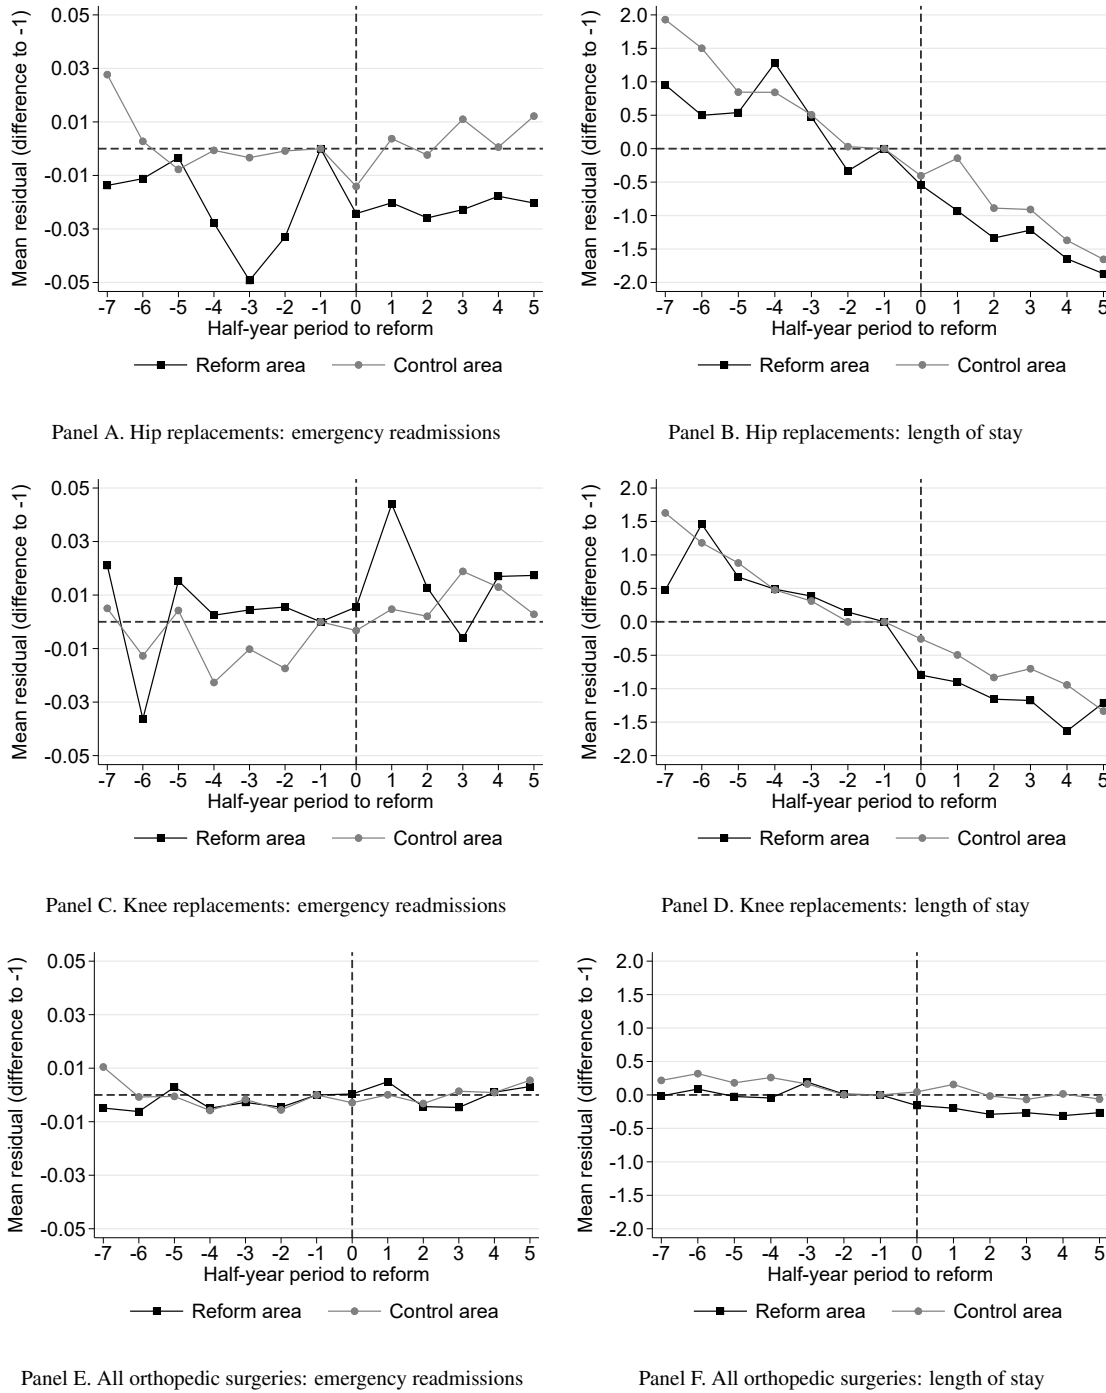 Mean residual (difference to -1)
0.05
0.03
0.01
-0.01
-0.03
-0.05
-7 -6 -5 -4 -3 -2 -1 0 1 2 3 4 5
Half-year period to reform
Reform area Control area
Panel A. Hip replacements: emergency readmissions
Mean residual (difference to -1)
2.0
1.5
1.0
0.5
0.0
-0.5
-1.0
-1.5
-2.0
-7 -6 -5 -4 -3 -2 -1 0 1 2 3 4 5
Half-year period to reform
Reform area Control area
Panel B. Hip replacements: length of stay
Mean residual (difference to -1)
0.05
0.03
0.01
-0.01
-0.03
-0.05
-7 -6 -5 -4 -3 -2 -1 0 1 2 3 4 5
Half-year period to reform
Reform area Control area
Panel C. Knee replacements: emergency readmissions
Mean residual (difference to -1)
2.0
1.5
1.0
0.5
0.0
-0.5
-1.0
-1.5
-2.0
-7 -6 -5 -4 -3 -2 -1 0 1 2 3 4 5
Half-year period to reform
Reform area Control area
Panel D. Knee replacements: length of stay
Mean residual (difference to -1)
0.05
0.03
0.01
-0.01
-0.03
-0.05
-7 -6 -5 -4 -3 -2 -1 0 1 2 3 4 5
Half-year period to reform
Reform area Control area
Panel E. All orthopedic surgeries: emergency readmissions
Mean residual (difference to -1)
2.0
1.5
1.0
0.5
0.0
-0.5
-1.0
-1.5
-2.0
-7 -6 -5 -4 -3 -2 -1 0 1 2 3 4 5
Half-year period to reform
Reform area Control area
Panel F. All orthopedic surgeries: length of stay